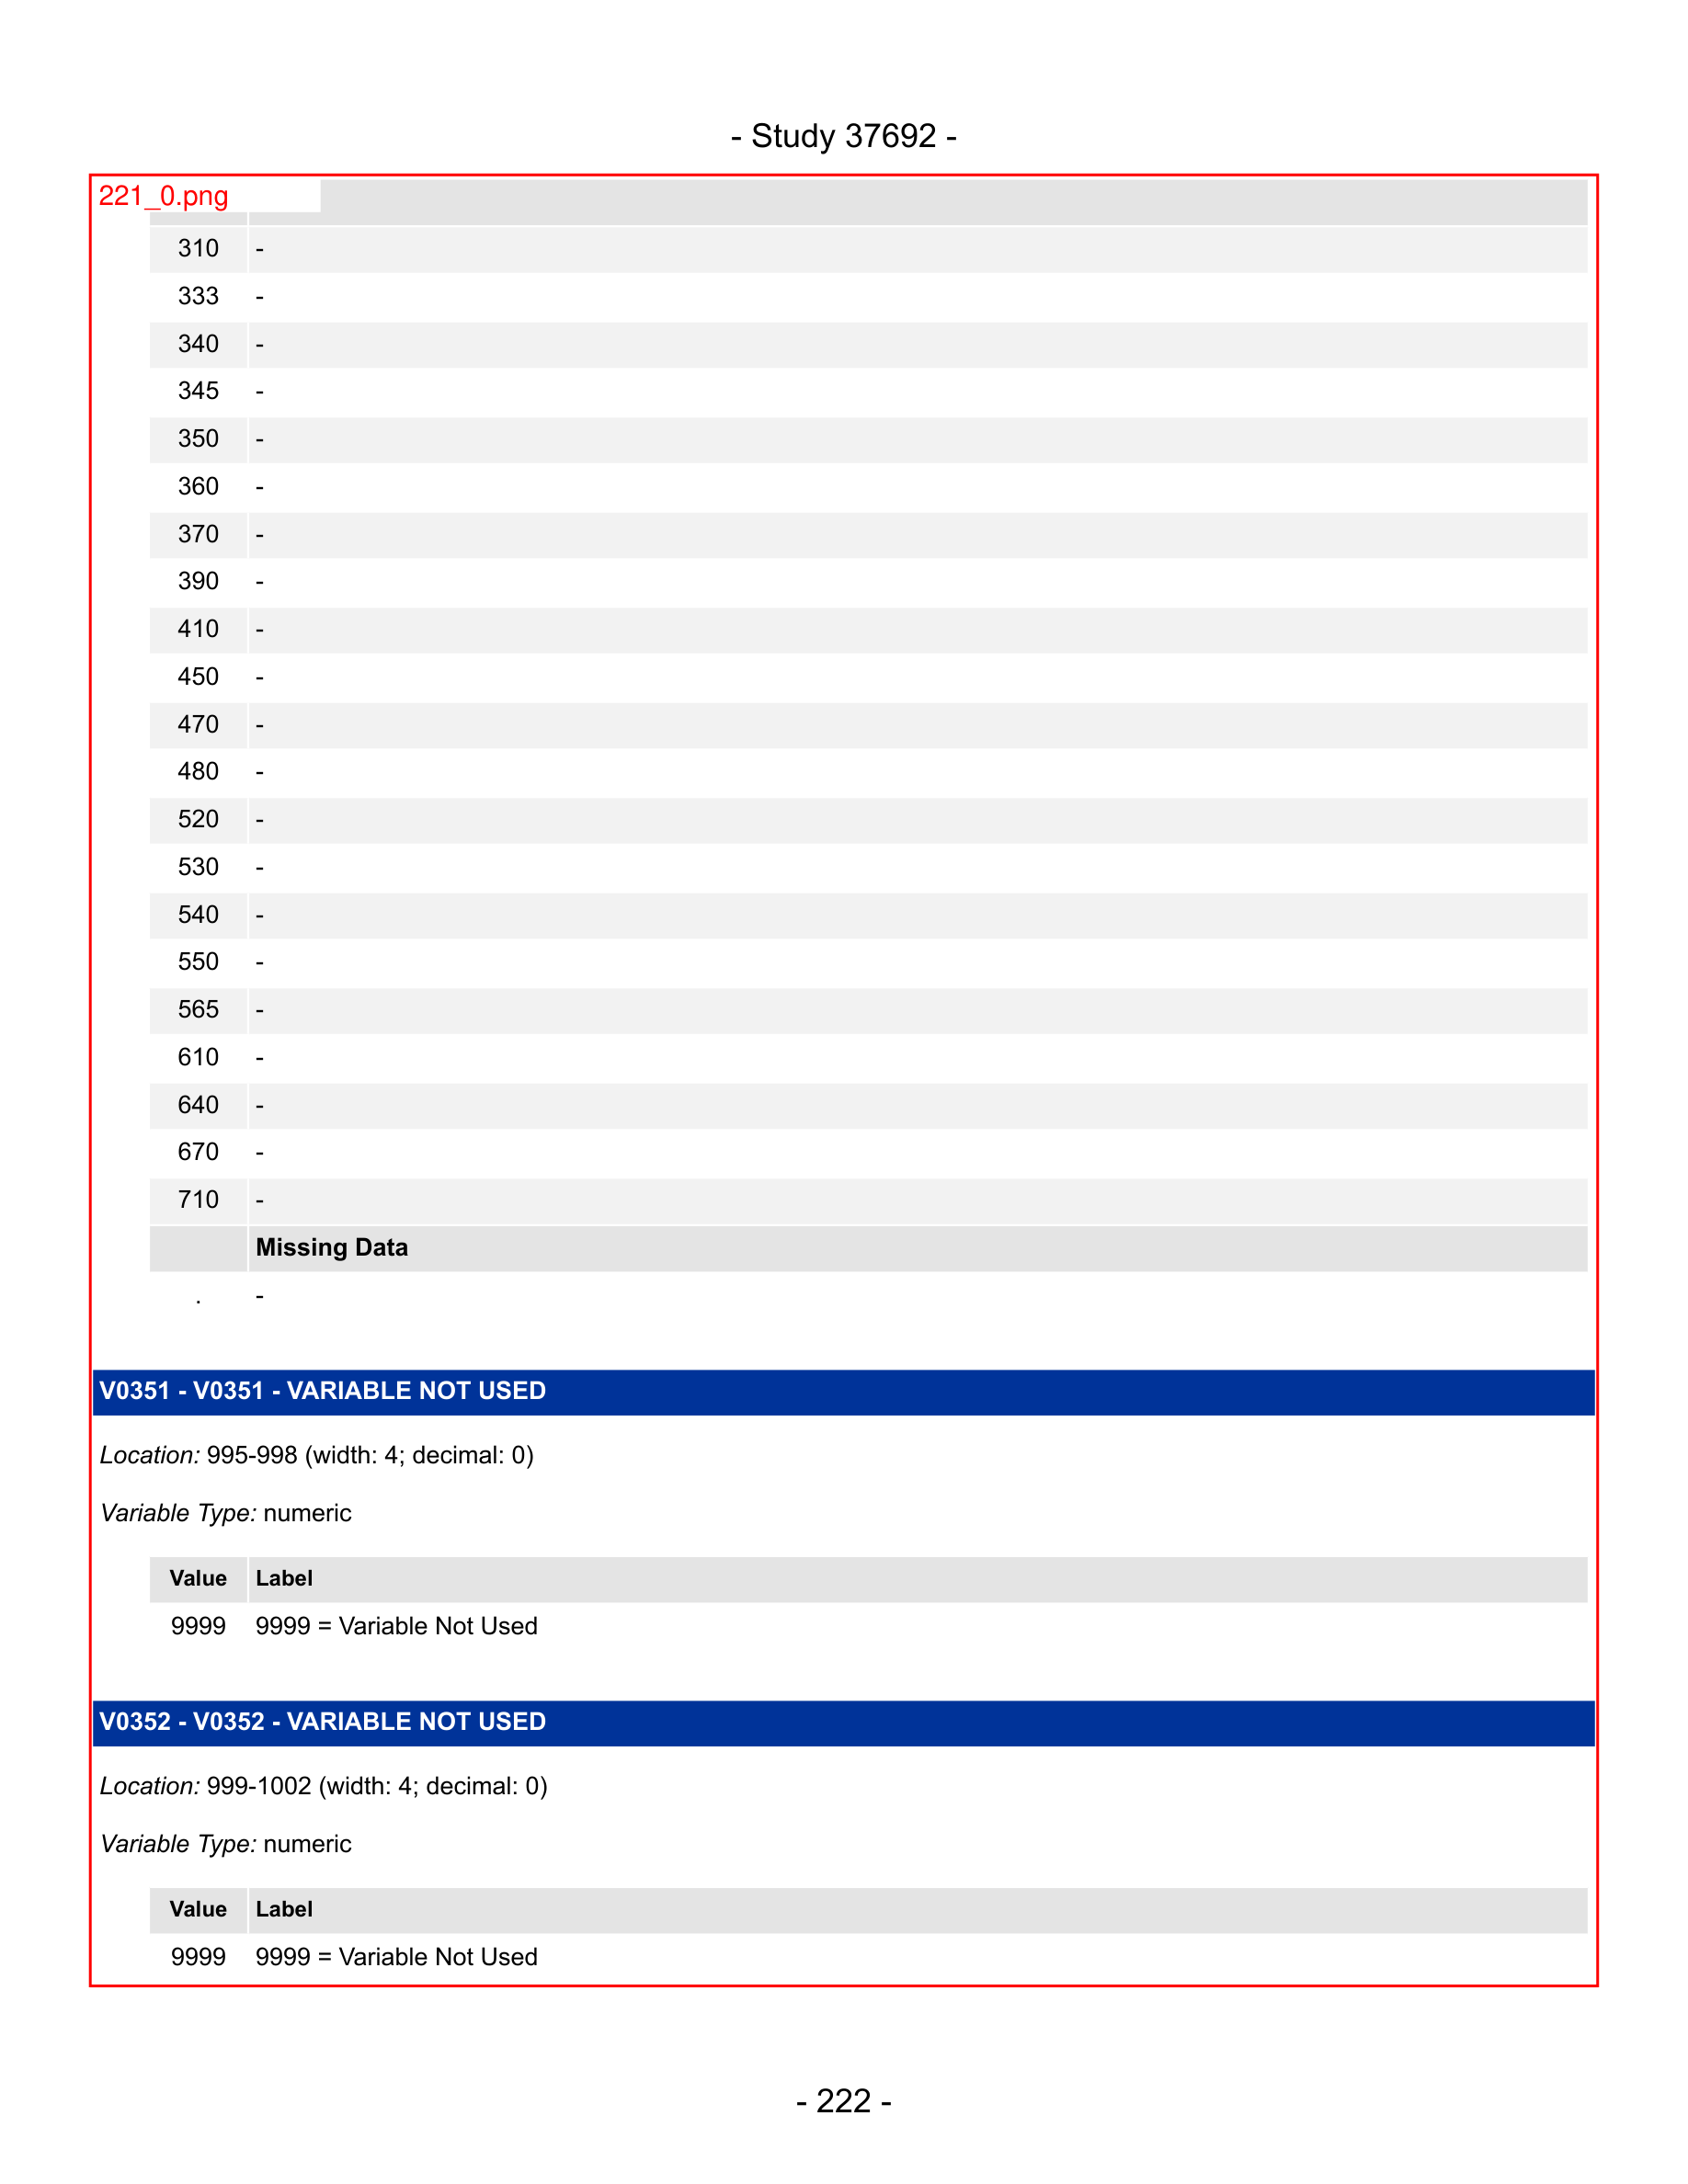 - Study 37692 -
221_0.png
310 -
333 -
340 -
345 -
350 -
360 -
370 -
390 -
410 -
450 -
470 -
480 -
520 -
530 -
540 -
550 -
565 -
610 -
640 -
670 -
710 -
Missing Data
. -
V0351 - V0351 - VARIABLE NOT USED
Location: 995-998 (width: 4; decimal: 0)
Variable Type: numeric
Value Label
9999 9999 = Variable Not Used
V0352 - V0352 - VARIABLE NOT USED
Location: 999-1002 (width: 4; decimal: 0)
Variable Type: numeric
Value Label
9999 9999 = Variable Not Used
- 222 -